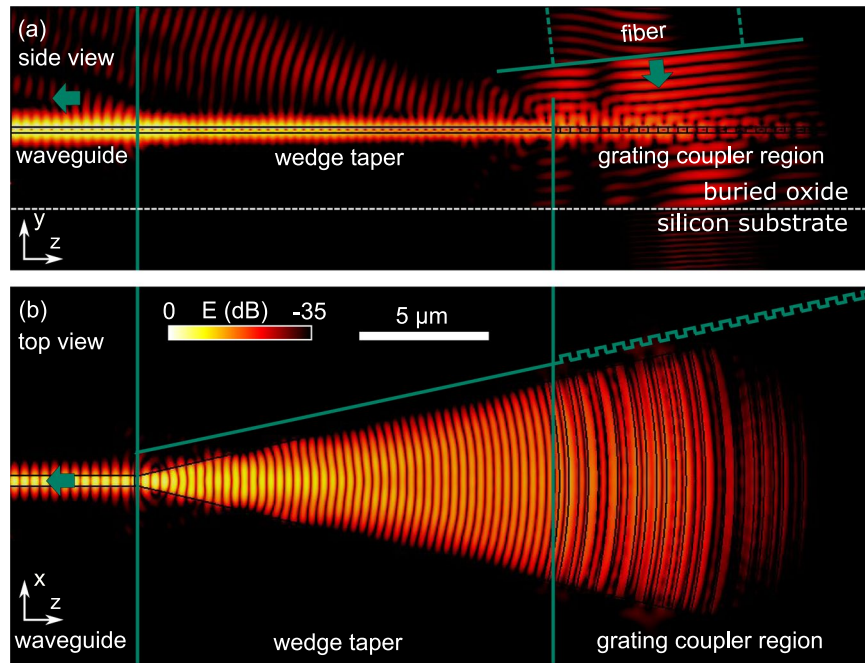 (a)
side view
fiber
waveguide
wedge taper
grating coupler region
buried oxide
silicon substrate
y
z
(b)
top view
0 E (dB) -35
5 μm
x
z
waveguide
wedge taper
grating coupler region